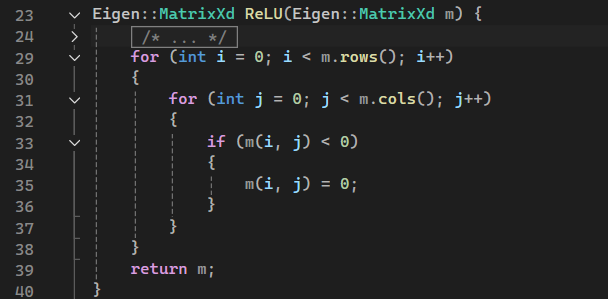 23 Eigen::MatrixXd ReLU(Eigen::MatrixXd m) {
24 /* ... */
29 for (int i = 0; i < m.rows(); i++)
30 {
31 for (int j = 0; j < m.cols(); j++)
32 {
33 if (m(i, j) < 0)
34 {
35 m(i, j) = 0;
36 }
37 }
38 }
39 return m;
40 }